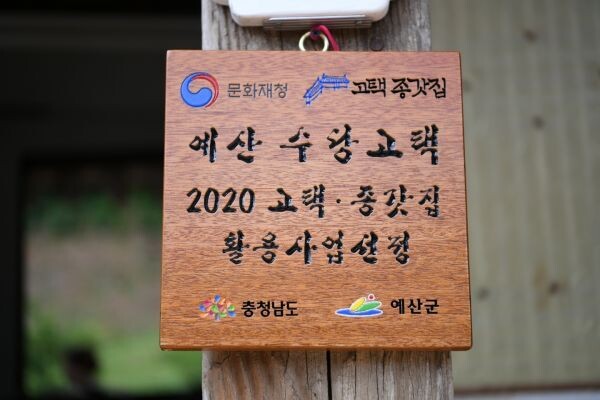 문화재청 고택 종갓집
예산 수당고택
2020 고택·종갓집
활용사업선정
충청남도 예산군